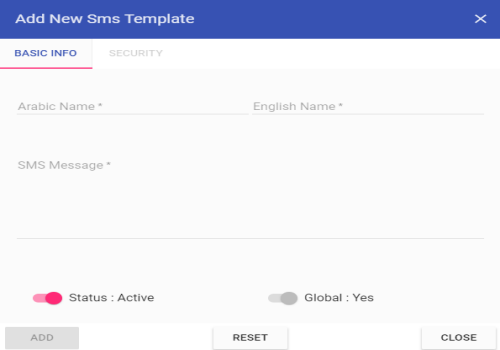 Add New Sms Template
BASIC INFO SECURITY
Arabic Name * English Name *
SMS Message *
Status : Active Global : Yes
ADD RESET CLOSE